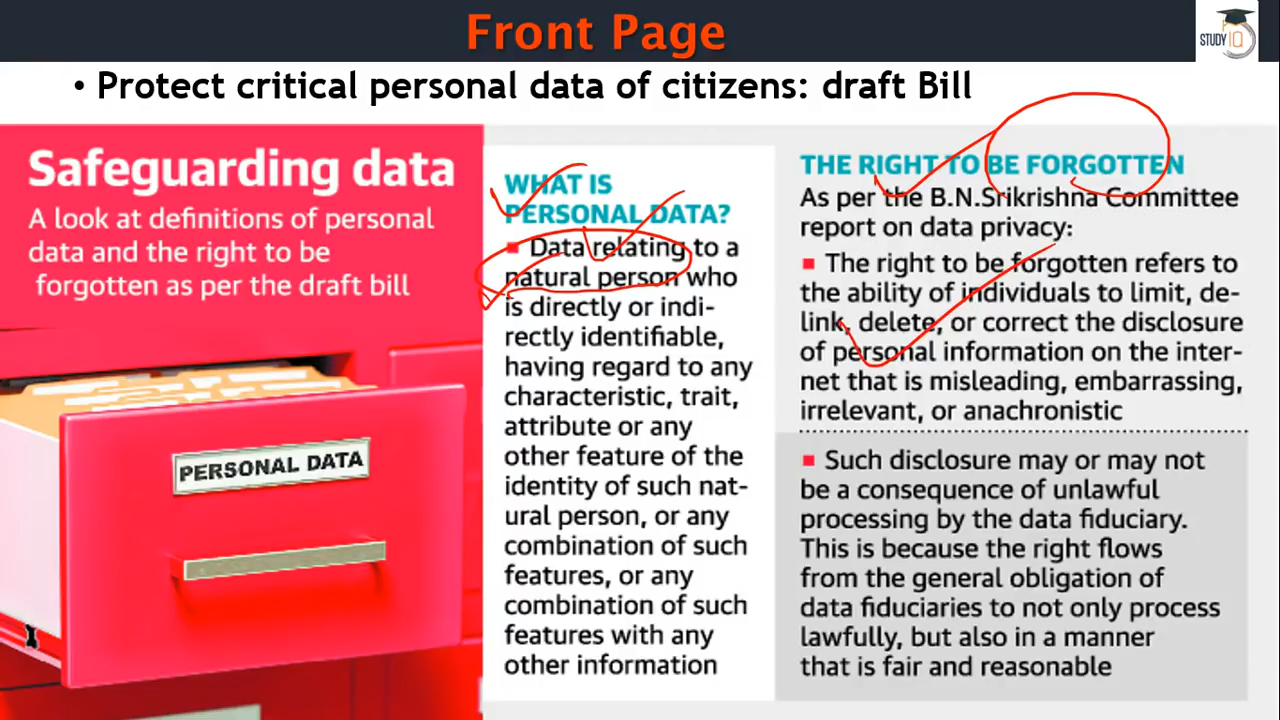 Front Page
STUDY IQ
• Protect critical personal data of citizens: draft Bill
Safeguarding data
A look at definitions of personal
data and the right to be
forgotten as per the draft bill
PERSONAL DATA
WHAT IS
PERSONAL DATA?
Data relating to a
natural person who
is directly or indi-
rectly identifiable,
having regard to any
characteristic, trait,
attribute or any
other feature of the
identity of such nat-
ural person, or any
combination of such
features, or any
combination of such
features with any
other information
THE RIGHT TO BE FORGOTTEN
As per the B.N.Srikrishna Committee
report on data privacy:
The right to be forgotten refers to
the ability of individuals to limit, de-
link, delete, or correct the disclosure
of personal information on the inter-
net that is misleading, embarrassing,
irrelevant, or anachronistic
Such disclosure may or may not
be a consequence of unlawful
processing by the data fiduciary.
This is because the right flows
from the general obligation of
data fiduciaries to not only process
lawfully, but also in a manner
that is fair and reasonable